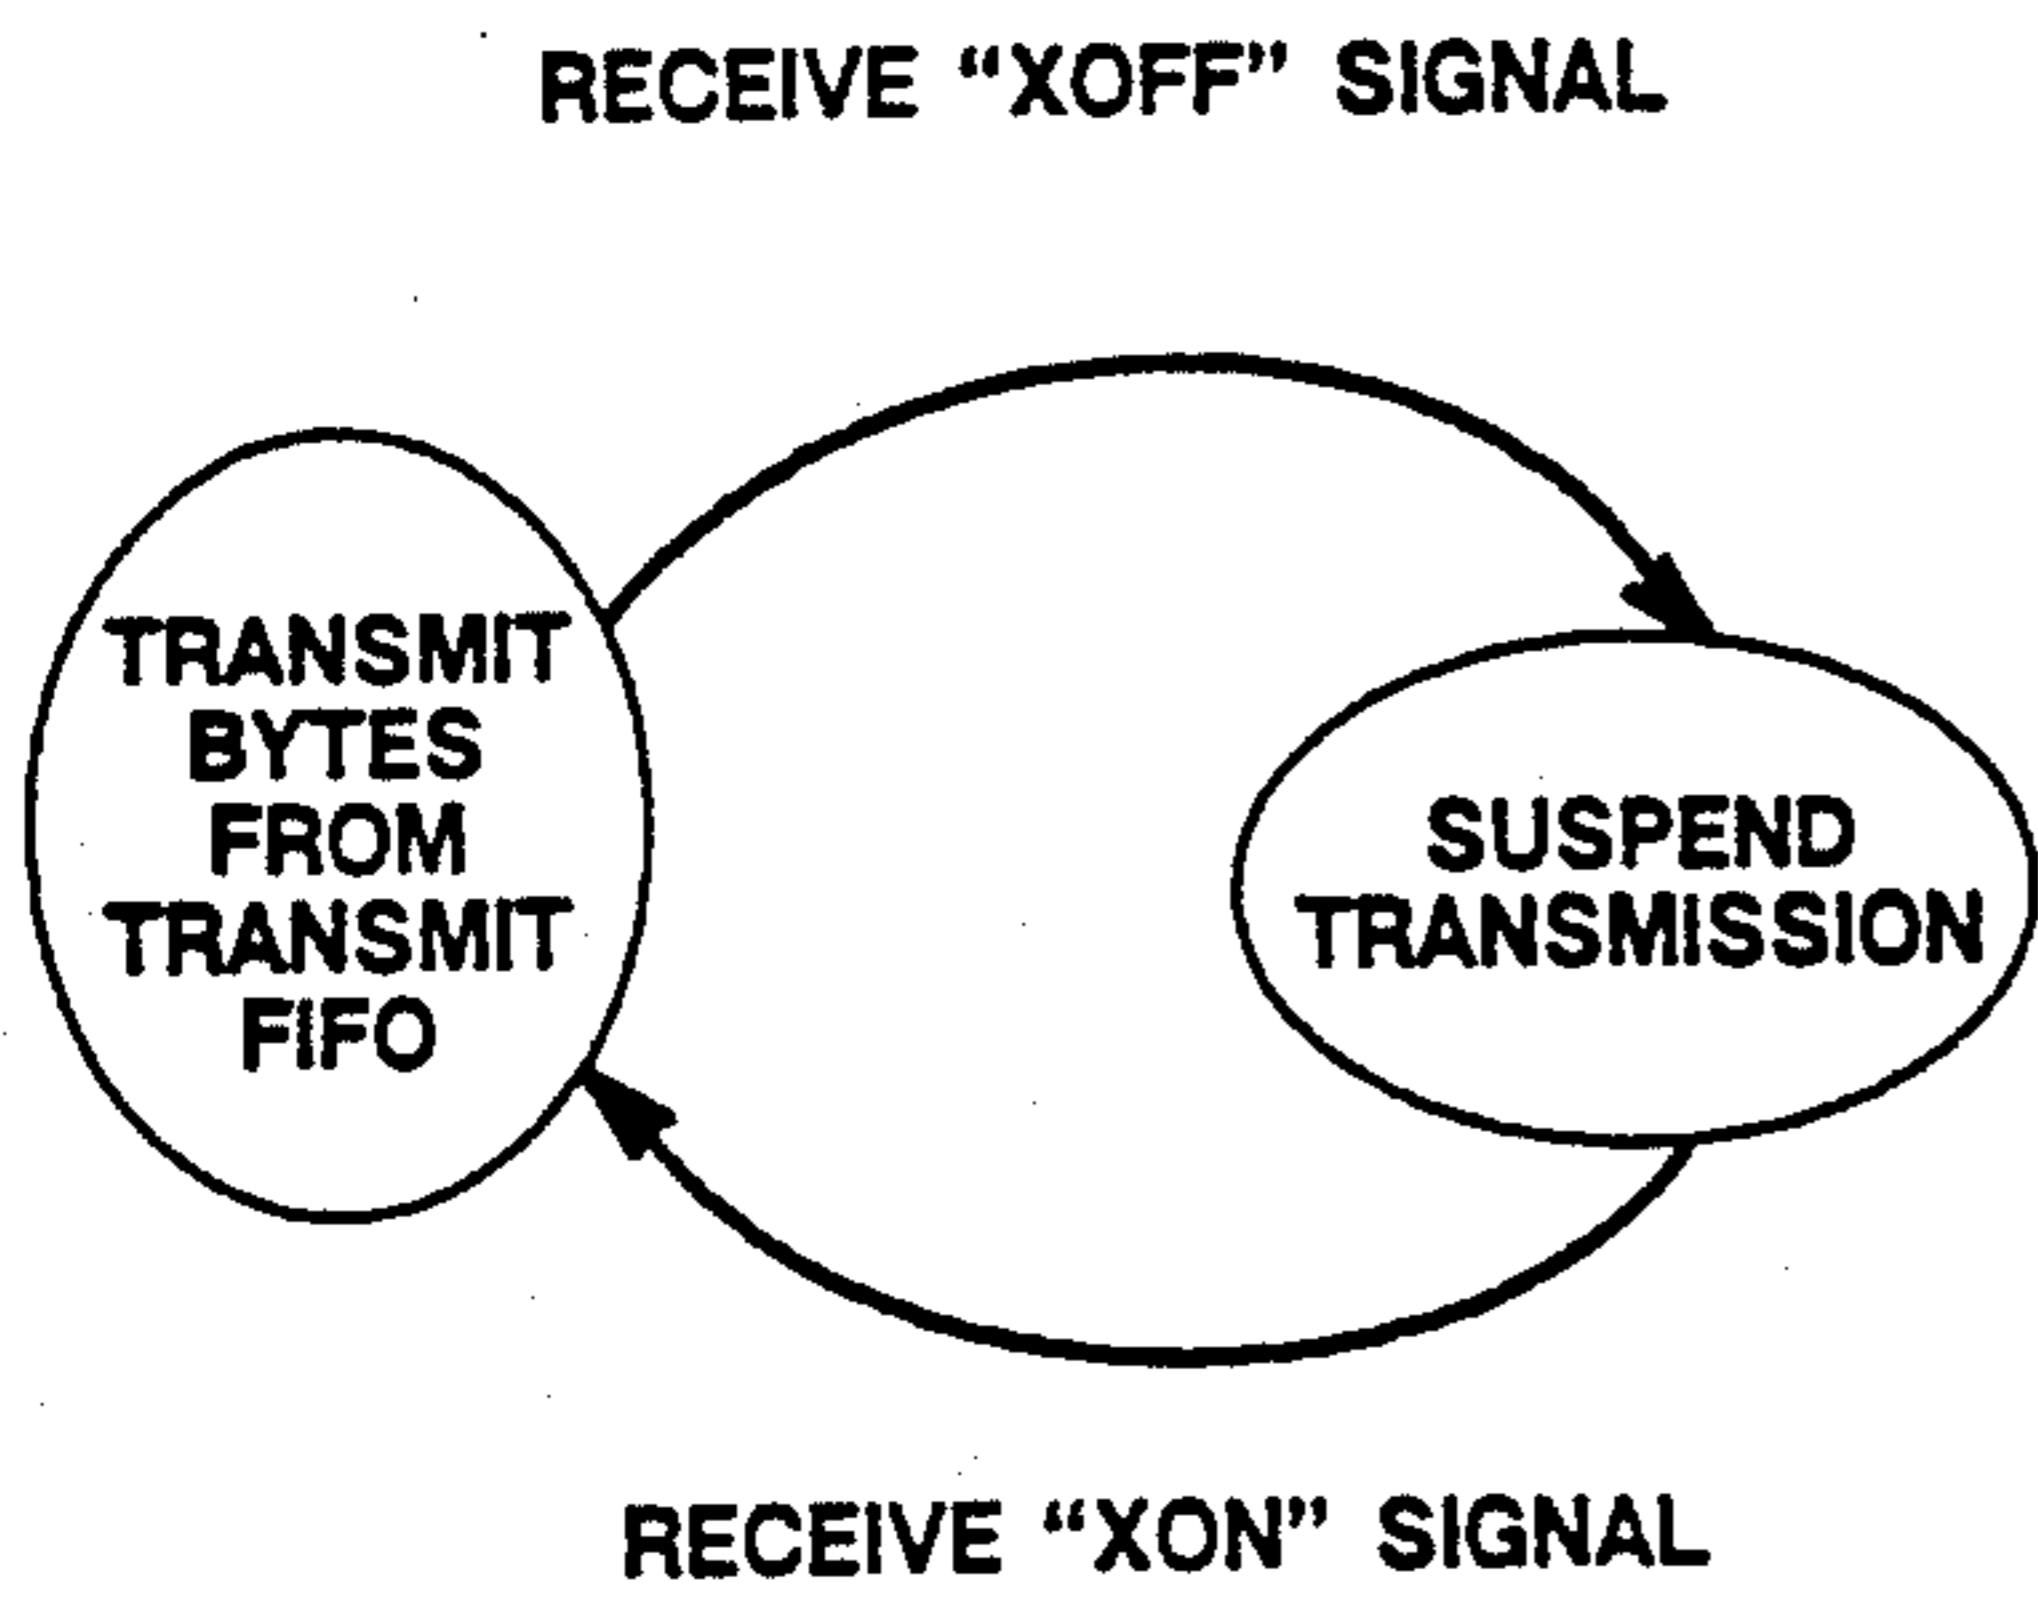 RECEIVE “XOFF” SIGNAL
TRANSMIT
BYTES
FROM
TRANSMIT
FIFO
SUSPEND
TRANSMISSION
RECEIVE “XON” SIGNAL